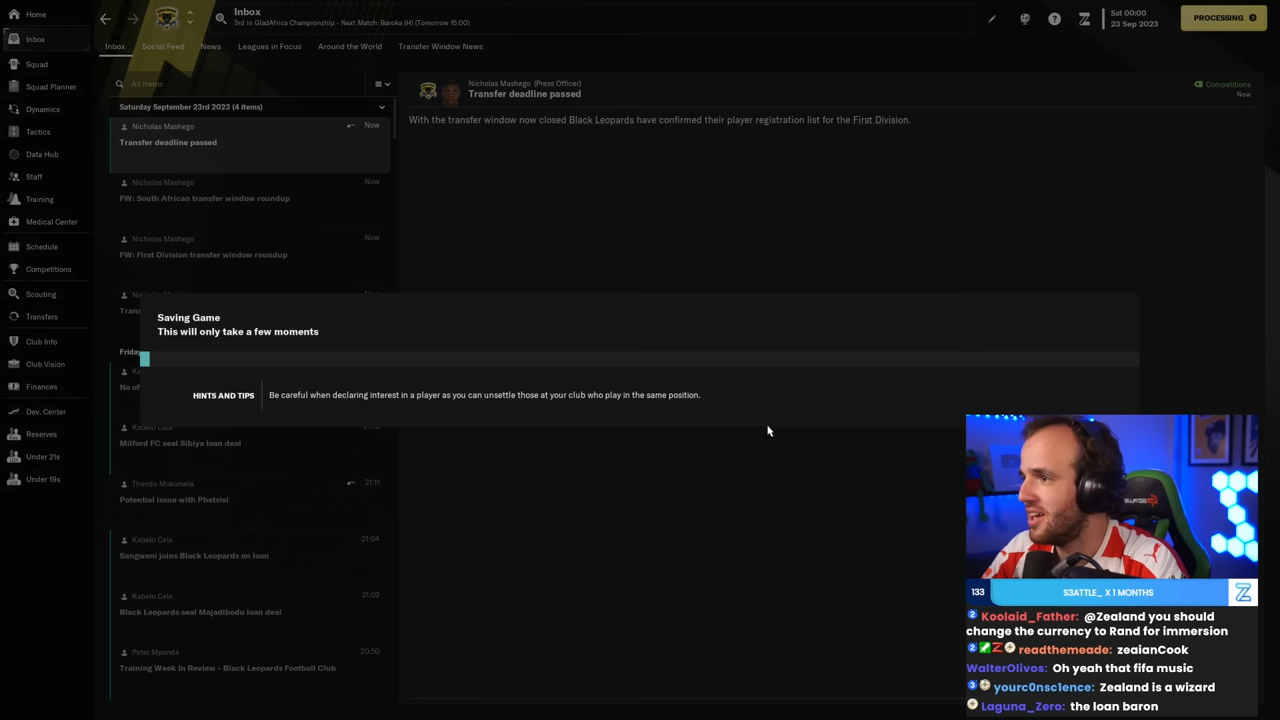 Home
Inbox
Squad
Squad Planner
Dynamics
Tactics
Data Hub
Staff
Training
Medical Center
Schedule
Competitions
Scouting
Transfers
Club Info
Club Vision
Finances
Dev. Center
Reserves
Under 21s
Under 19s
Inbox
3rd in GladAfrica Championship - Next Match: Baroka (H) (Tomorrow 15:00)
Sat 00:00
23 Sep 2023
PROCESSING
Inbox Social Feed News Leagues in Focus Around the World Transfer Window News
All Items
Saturday September 23rd 2023 (4 items)
Nicholas Mashego Now
Transfer deadline passed
Nicholas Mashego Now
FW: South African transfer window roundup
Nicholas Mashego Now
FW: First Division transfer window roundup
Friday
Milford FC seal Sibiya loan deal
Thendo Mukumela 21:11
Potential issue with Phatsisi
Kabelo Cele 21:04
Sangweni joins Black Leopards on loan
Kabelo Cele 21:02
Black Leopards seal Majadibodu loan deal
Peter Mponda 20:50
Training Week In Review - Black Leopards Football Club
Nicholas Mashego (Press Officer)
Transfer deadline passed
Competitions
Now
With the transfer window now closed Black Leopards have confirmed their player registration list for the First Division.
Saving Game
This will only take a few moments
HINTS AND TIPS Be careful when declaring interest in a player as you can unsettle those at your club who play in the same position.
133 S3ATTLE_ X 1 MONTHS
Koolaid_Father: @Zealand you should
change the currency to Rand for immersion
readthemeade: zeaianCook
WalterOlivos: Oh yeah that fifa music
yourc0nsc1ence: Zealand is a wizard
Laguna_Zero: the loan baron